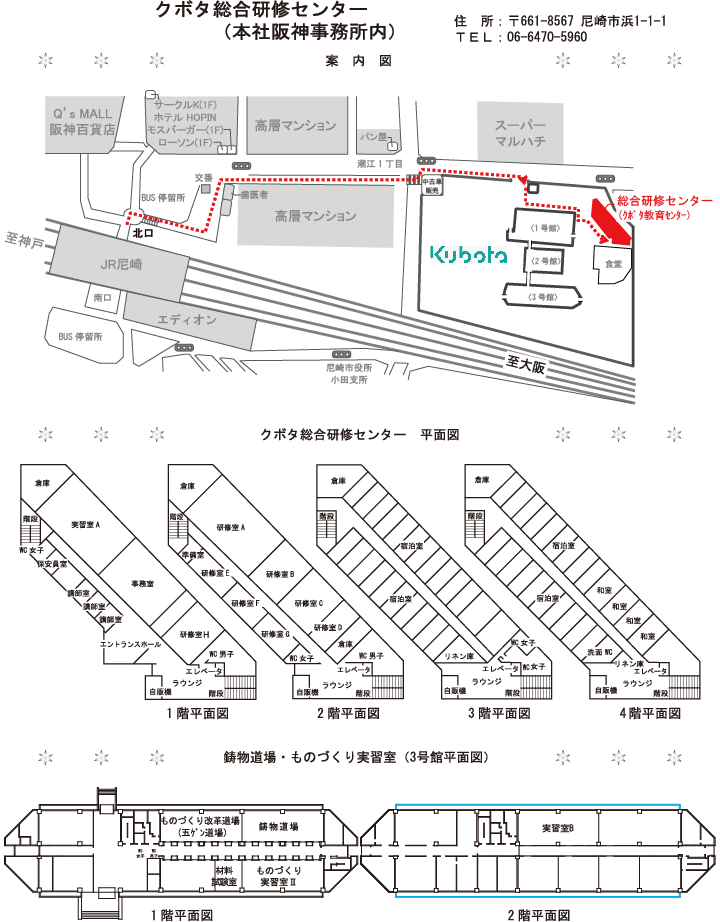 クボタ総合研修センター
（本社阪神事務所内）
住　所：〒661-8567 尼崎市浜1-1-1
ＴＥＬ：06-6470-5960
案　内　図
Q's MALL
阪神百貨店
サークルK(1F)
ホテル HOPIN
モスバーガー(1F)
ローソン(1F)
高層マンション
パン屋
スーパー
マルハチ
潮江１丁目
交番
BUS 停留所
歯医者
高層マンション
中古車
販売
総合研修センター
(クボタ教育センター)
北口
(１号館)
(２号館)
(３号館)
食堂
Kubota
至神戸
JR尼崎
南口
エディオン
BUS 停留所
尼崎市役所
小田支所
至大阪
クボタ総合研修センター　平面図
倉庫
階段
実習室A
WC 女子
保安員室
講師室
講師室
講師室
事務室
エントランスホール
研修室H
WC 男子
エレベータ
ラウンジ
自販機
階段
１階平面図
倉庫
階段
研修室A
準備室
研修室E
研修室B
研修室F
研修室C
研修室G
研修室D
倉庫
WC 女子
WC 男子
エレベータ
ラウンジ
自販機
階段
２階平面図
倉庫
階段
宿泊室
宿泊室
WC 女子
リネン庫
エレベータ
WC 女子
ラウンジ
自販機
階段
３階平面図
倉庫
階段
宿泊室
宿泊室
和室
和室
和室
和室
洗面 WC
リネン庫
エレベータ
ラウンジ
自販機
階段
４階平面図
鋳物道場・ものづくり実習室（3号館平面図）
ものづくり改革道場
(五ゲン道場)
鋳物道場
WC
女子
WC
男子
材料
試験室
ものづくり
実習室Ⅱ
１階平面図
実習室B
２階平面図